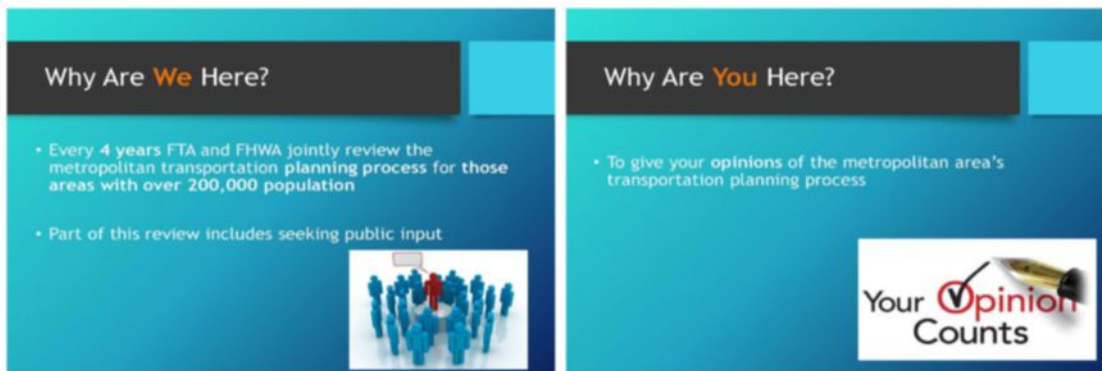 Why Are We Here?
• Every 4 years FTA and FHWA jointly review the
metropolitan transportation planning process for those
areas with over 200,000 population
• Part of this review includes seeking public input
Why Are You Here?
• To give your opinions of the metropolitan area's
transportation planning process
Your Opinion
Counts